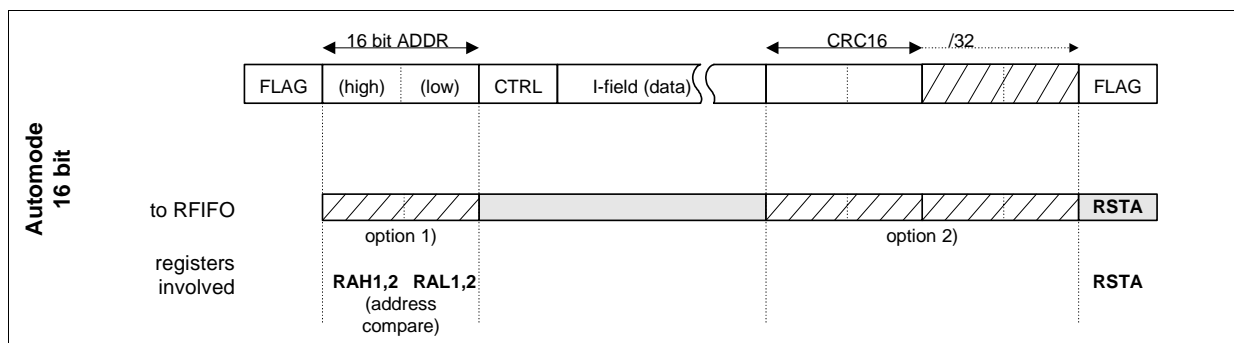 16 bit ADDR CRC16 /32
FLAG (high) (low) CTRL I-field (data) FLAG
Automode
16 bit
to RFIFO RSTA
option 1) option 2)
registers
involved RAH1,2 RAL1,2 RSTA
(address
compare)